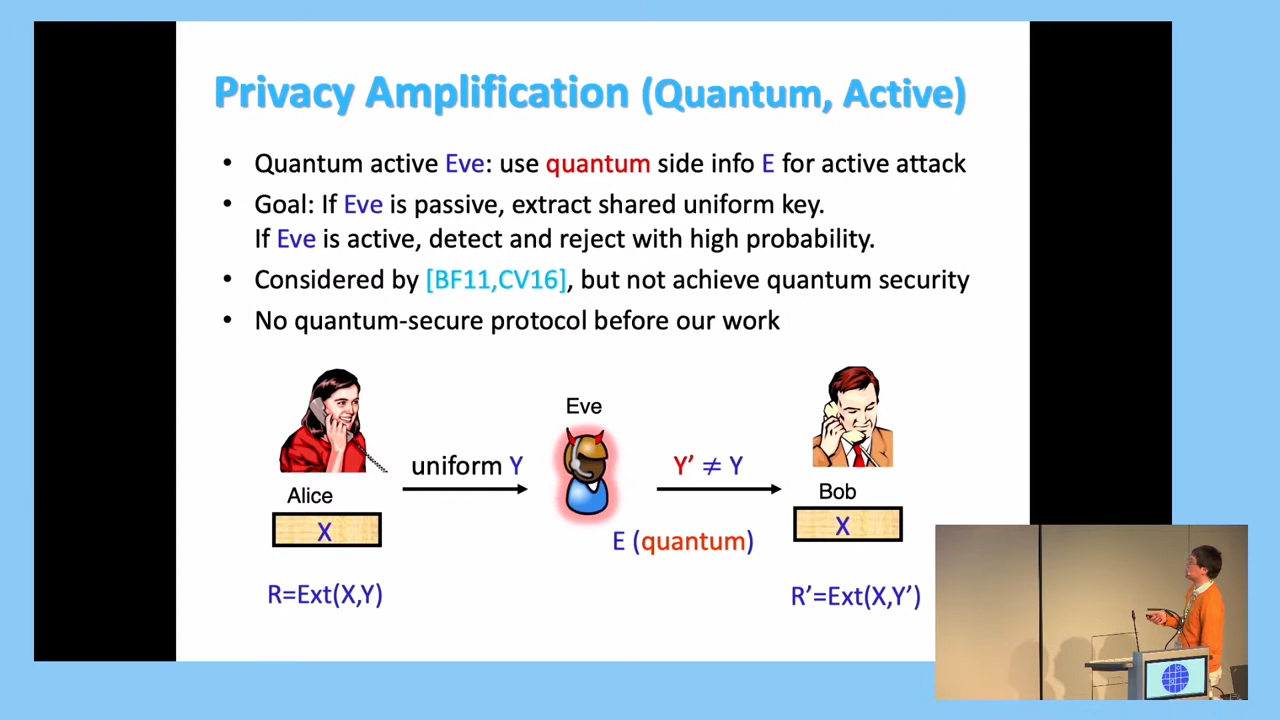 Privacy Amplification (Quantum, Active)
• Quantum active Eve: use quantum side info E for active attack
• Goal: If Eve is passive, extract shared uniform key.
If Eve is active, detect and reject with high probability.
• Considered by [BF11,CV16], but not achieve quantum security
• No quantum-secure protocol before our work
Eve
uniform Y
Y’ ≠ Y
Alice
Bob
X
X
E (quantum)
R=Ext(X,Y)
R’=Ext(X,Y’)